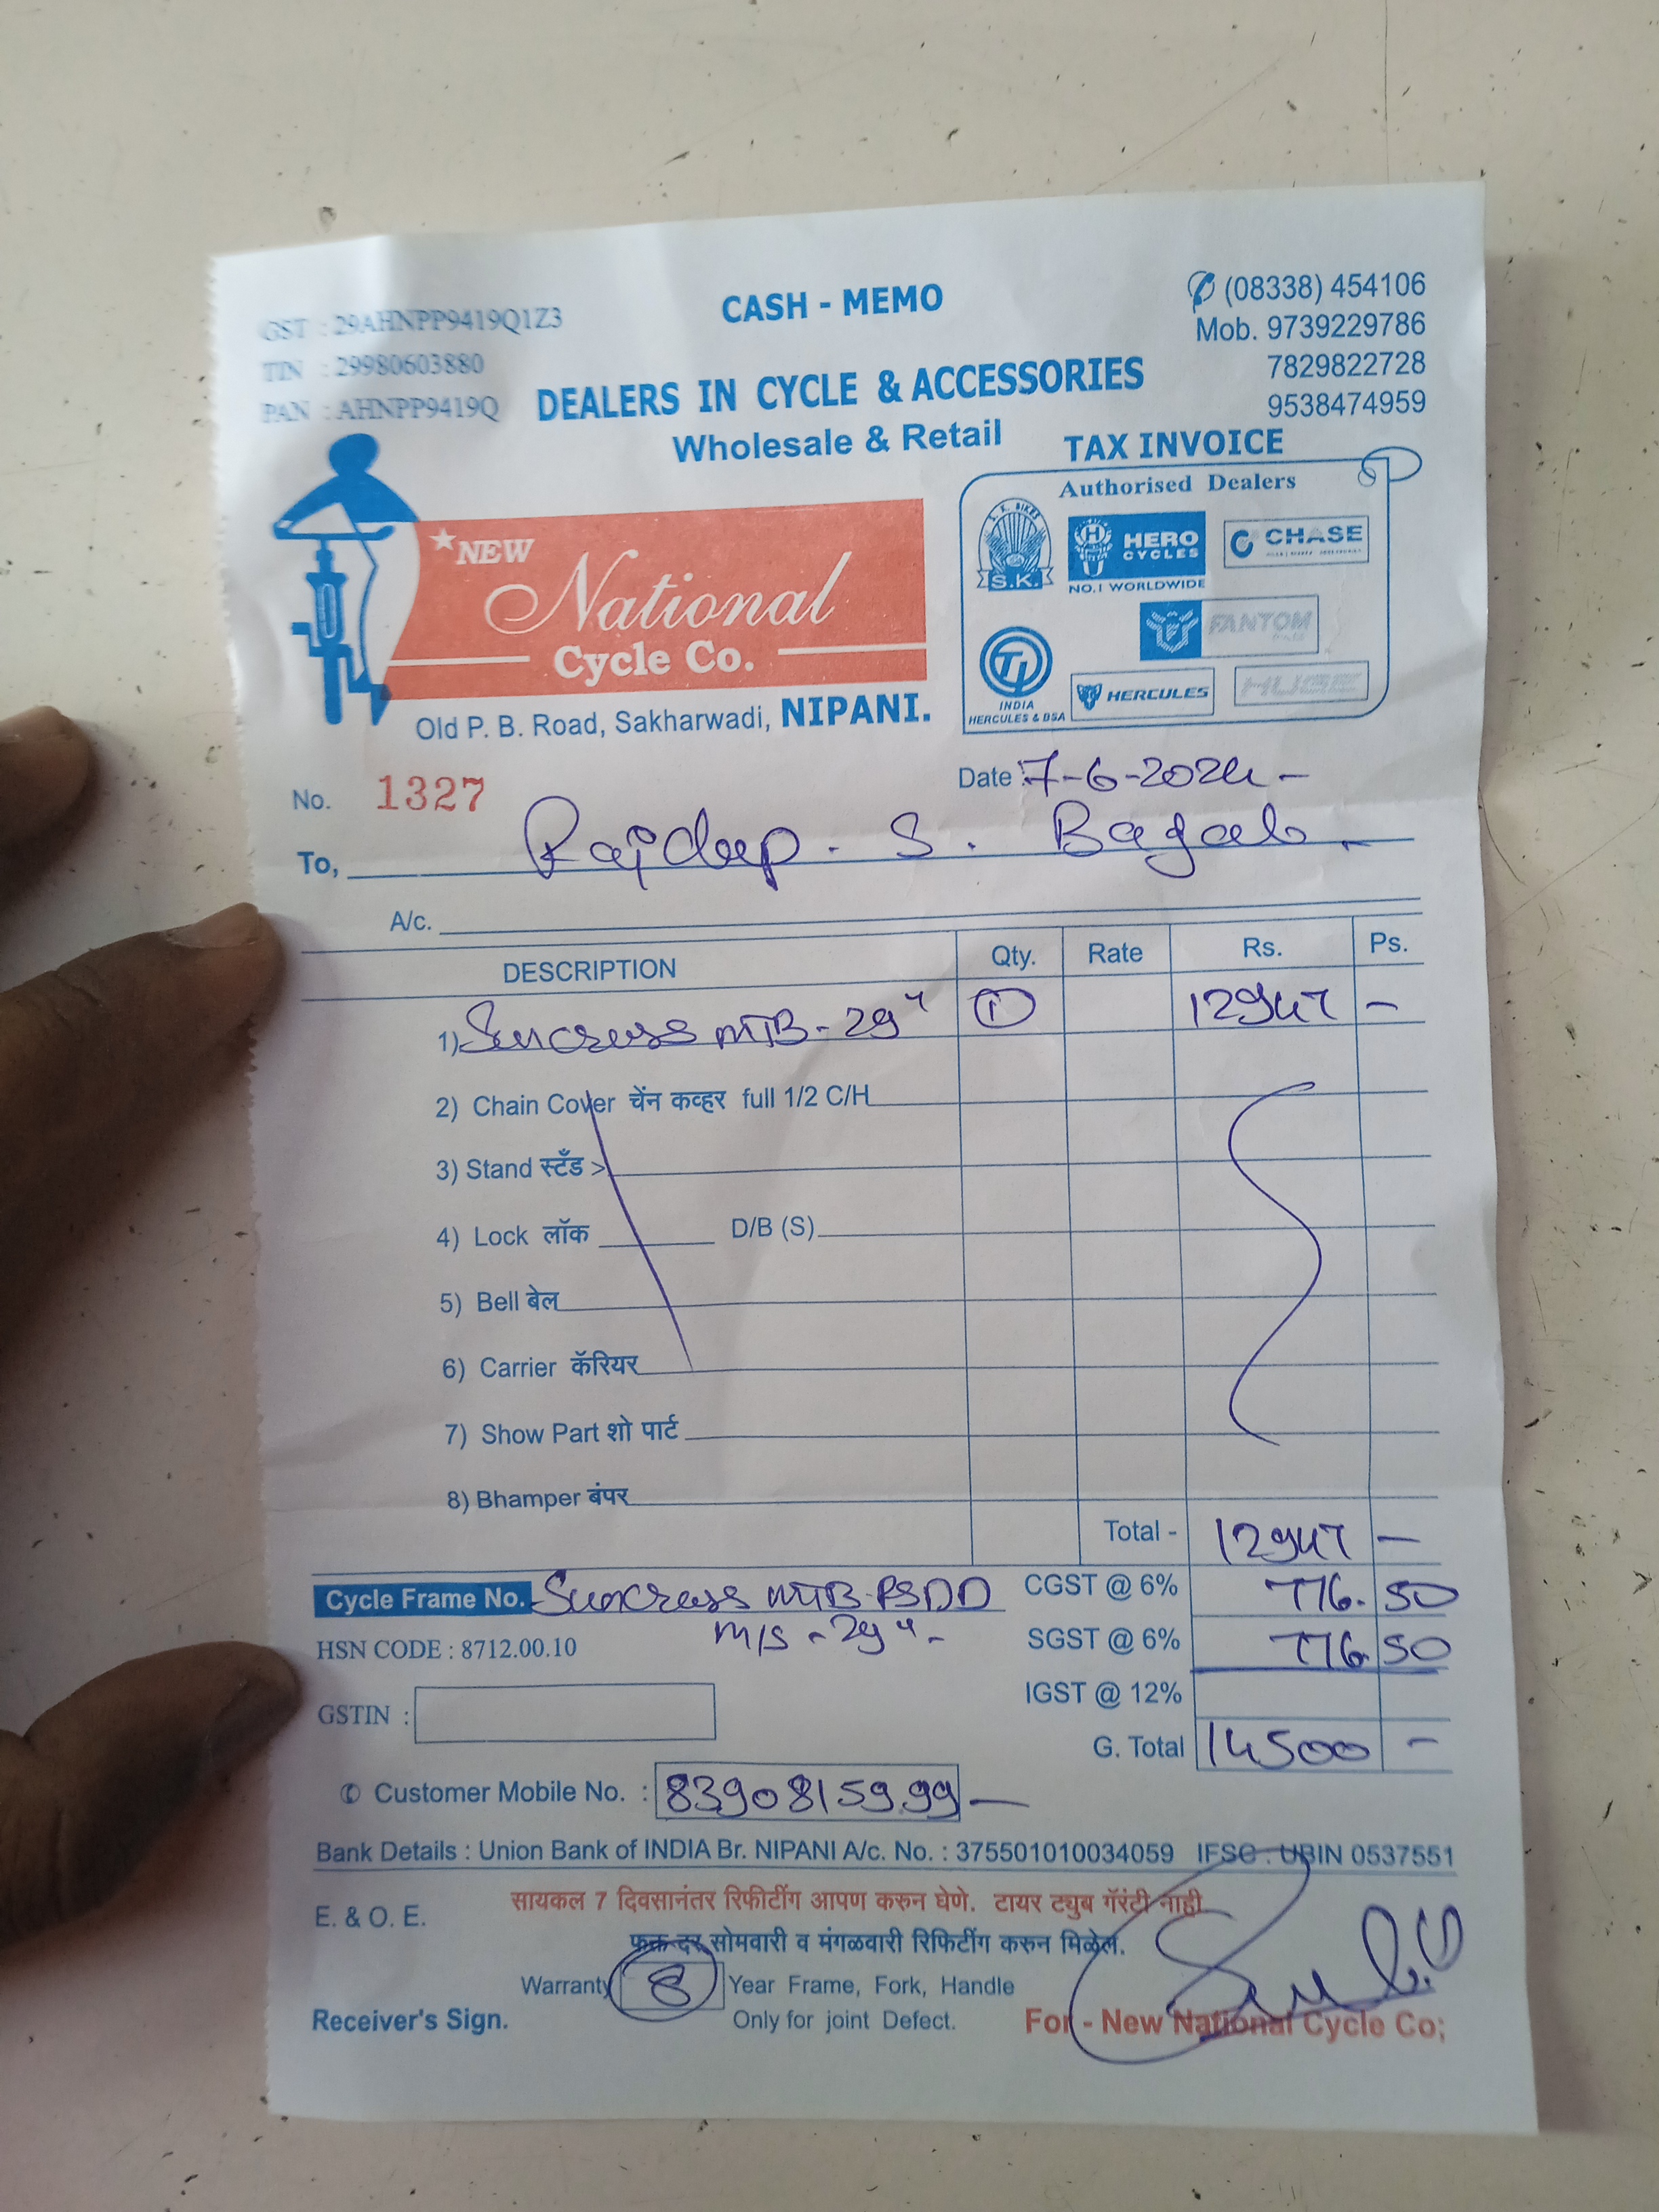 CASH - MEMO
GST : 29AHNPP9419Q1Z3
TIN : 29980603880
PAN : AHNPP9419Q
(08338) 454106
Mob. 9739229786
7829822728
9538474959
DEALERS IN CYCLE & ACCESSORIES
Wholesale & Retail
TAX INVOICE
NEW
National
Cycle Co.
Old P. B. Road, Sakharwadi, NIPANI.
Authorised Dealers
S. K. BIKES
S.K.
HERO
CYCLES
NO.1 WORLDWIDE
CHASE
FANTOM
TI
INDIA
HERCULES & BSA
HERCULES
HUGE
No. 1327
Date : 7-6-2024 -
To, Rajdeep. S. Bagale.
A/c.
DESCRIPTION Qty. Rate Rs. Ps.
1) Suncross MTB - 29" 1 12947 -
2) Chain Cover चेंन कव्हर full 1/2 C/H
3) Stand स्टँड >
4) Lock लॉक D/B (S)
5) Bell बेल
6) Carrier कॅरियर
7) Show Part शो पार्ट
8) Bhamper बंपर
Total - 12947 -
Cycle Frame No. Suncross MTB-PSDD CGST @ 6% 776. 50
M/S - 29" -
HSN CODE : 8712.00.10 SGST @ 6% 776. 50
GSTIN : IGST @ 12%
G. Total 14500 -
Customer Mobile No. : 8390815999 -
Bank Details : Union Bank of INDIA Br. NIPANI A/c. No. : 375501010034059 IFSC : UBIN 0537551
E. & O. E.
सायकल 7 दिवसानंतर रिफीटींग आपण करुन घेणे. टायर ट्युब गॅरंटी नाही
फक्त दर सोमवारी व मंगळवारी रिफिटींग करुन मिळेल.
Warranty 8 Year Frame, Fork, Handle
Only for joint Defect.
Receiver's Sign.
For - New National Cycle Co;